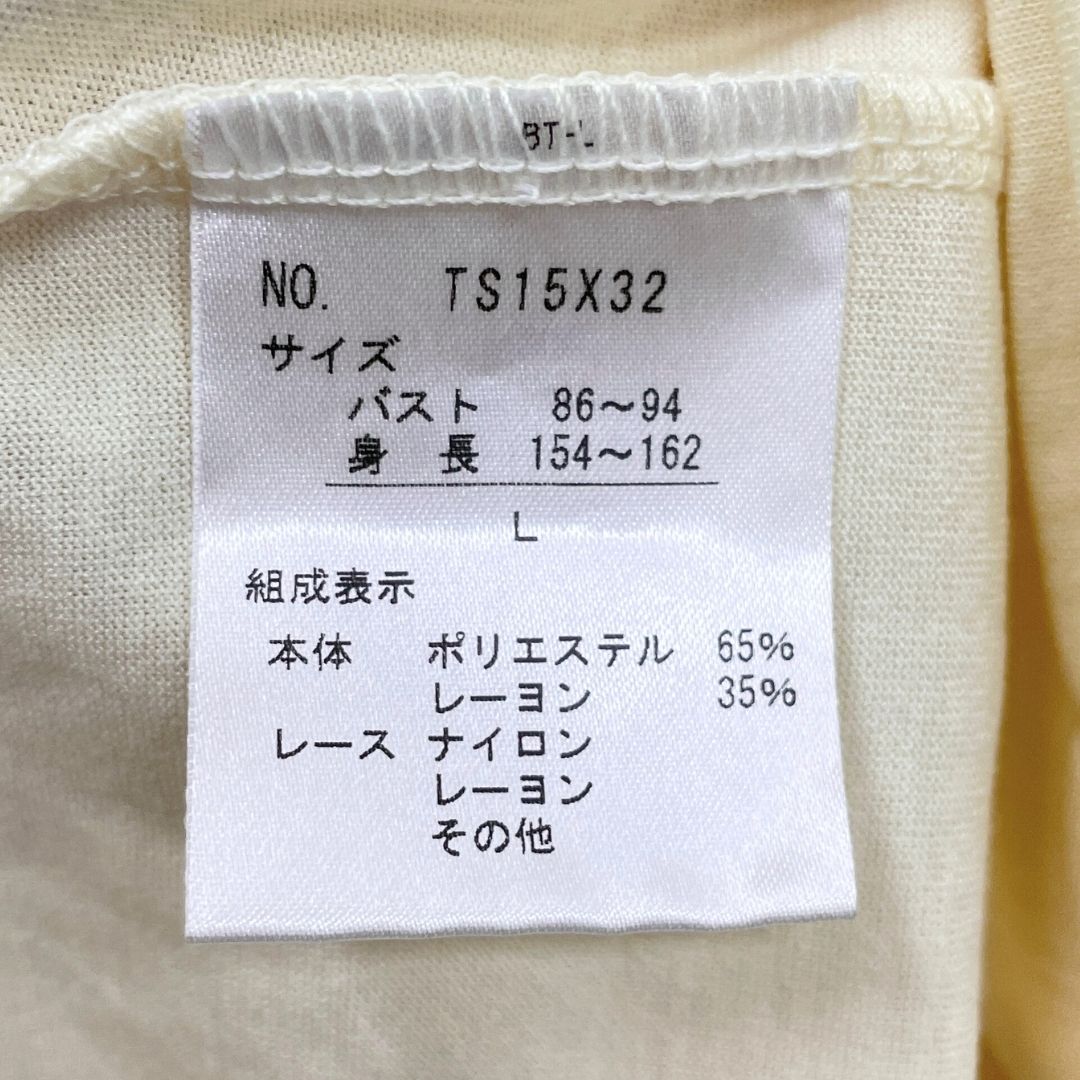 BT-L
NO. TS15X32
サイズ
バスト 86～94
身長 154～162
L
組成表示
本体 ポリエステル 65%
レーヨン 35%
レース ナイロン
レーヨン
その他